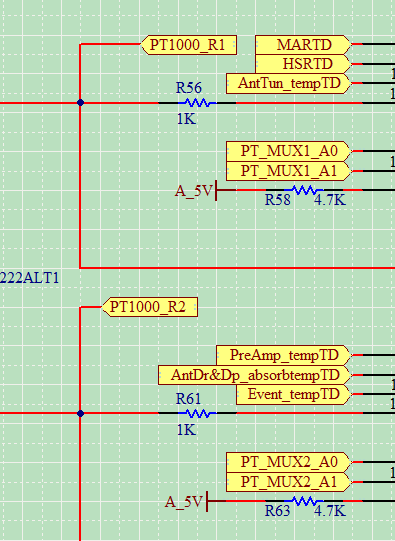 PT1000_R1
MARTD
HSRTD
AntTun_tempTD
R56
1K
PT_MUX1_A0
PT_MUX1_A1
A_5V
R58 4.7K
222ALT1
PT1000_R2
PreAmp_tempTD
AntDr&Dp_absorbtempTD
Event_tempTD
R61
1K
PT_MUX2_A0
PT_MUX2_A1
A_5V
R63 4.7K